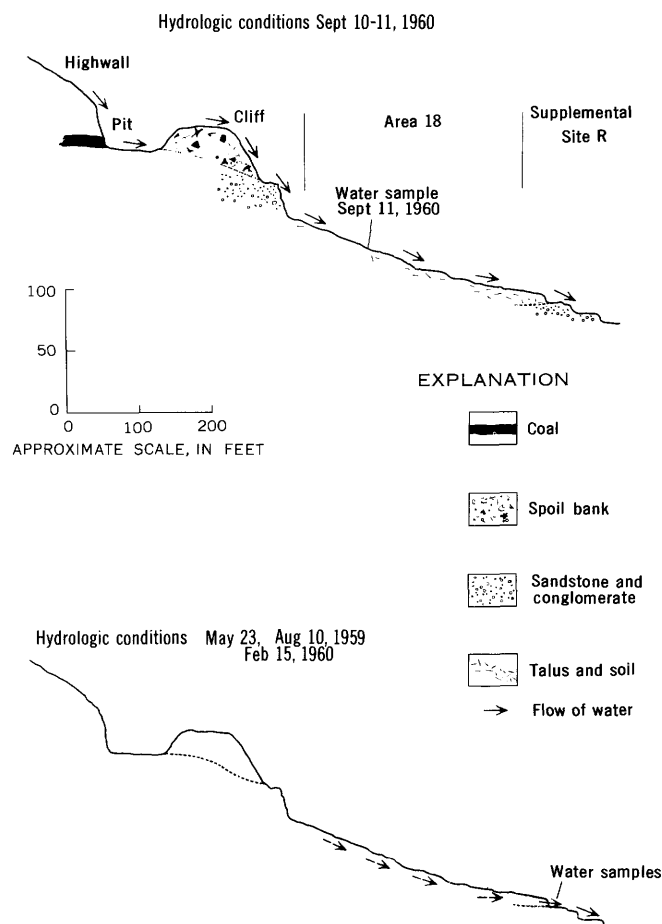 Hydrologic conditions Sept 10-11, 1960
Highwall
Pit
Cliff
Area 18
Supplemental
Site R
Water sample
Sept 11, 1960
100
50
0
0 100 200
APPROXIMATE SCALE, IN FEET
EXPLANATION
Coal
Spoil bank
Sandstone and
conglomerate
Talus and soil
Flow of water
Hydrologic conditions May 23, Aug 10, 1959
Feb 15, 1960
Water samples